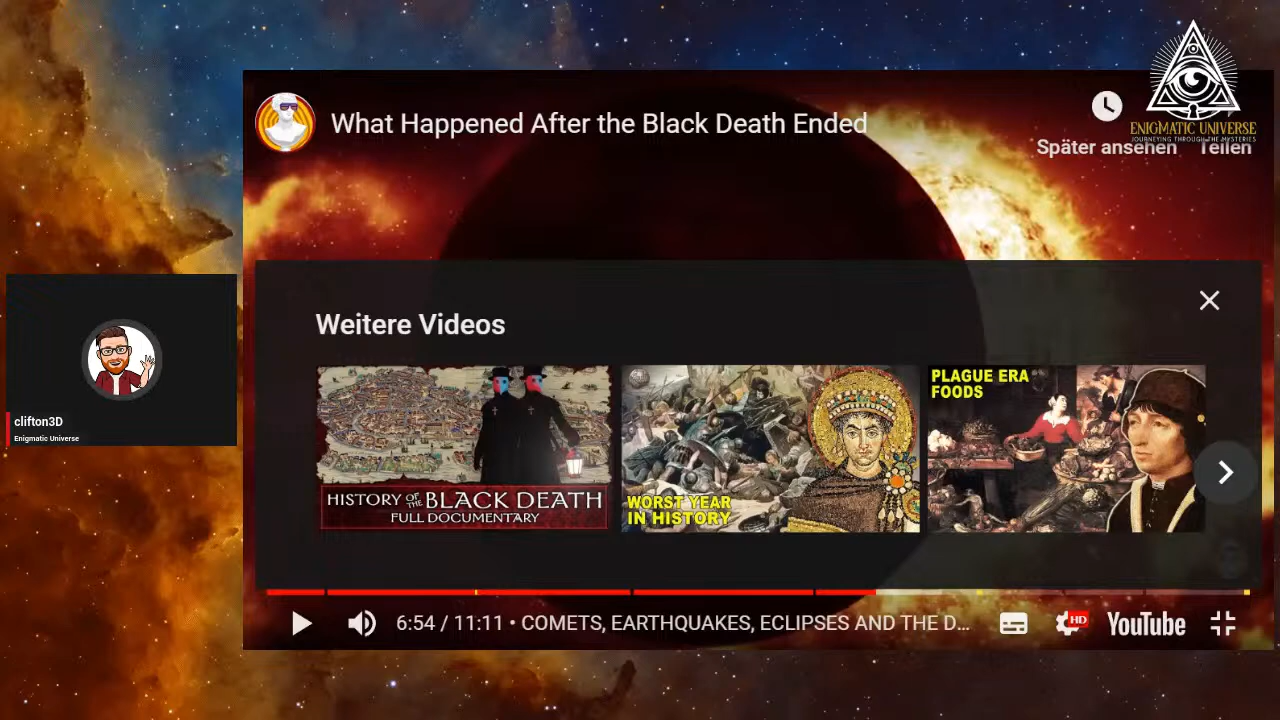 What Happened After the Black Death Ended
ENIGMATIC UNIVERSE
JOURNEYING THROUGH THE MYSTERIES
Später ansehen Teilen
Weitere Videos
HISTORY OF THE BLACK DEATH
FULL DOCUMENTARY
WORST YEAR
IN HISTORY
PLAGUE ERA
FOODS
clifton3D
Enigmatic Universe
6:54 / 11:11 • COMETS, EARTHQUAKES, ECLIPSES AND THE D...
HD
YouTube